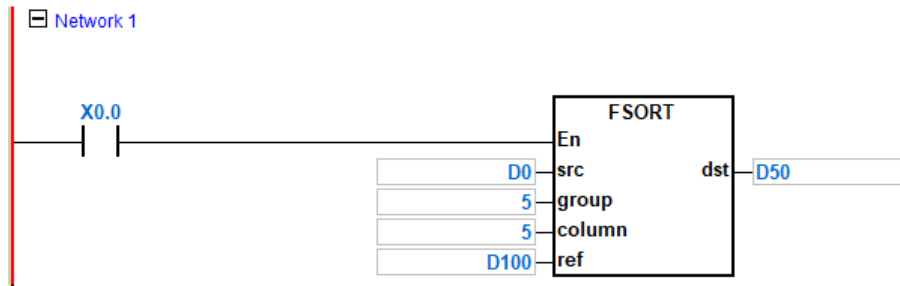 Network 1
X0.0
FSORT
En
D0 src dst D50
5 group
5 column
D100 ref